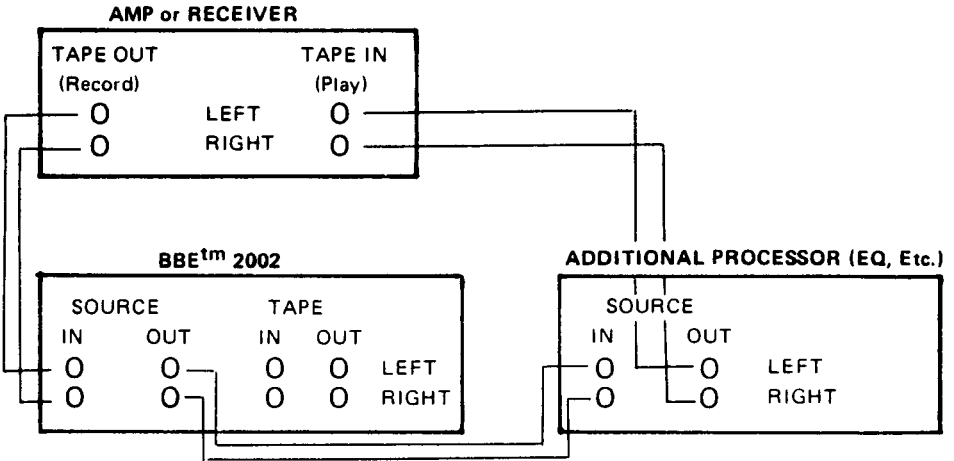 AMP or RECEIVER
TAPE OUT TAPE IN
(Record) (Play)
O LEFT O
O RIGHT O
BBEtm 2002
SOURCE TAPE
IN OUT IN OUT
O O O O LEFT
O O O O RIGHT
ADDITIONAL PROCESSOR (EQ, Etc.)
SOURCE
IN OUT
O O LEFT
O O RIGHT